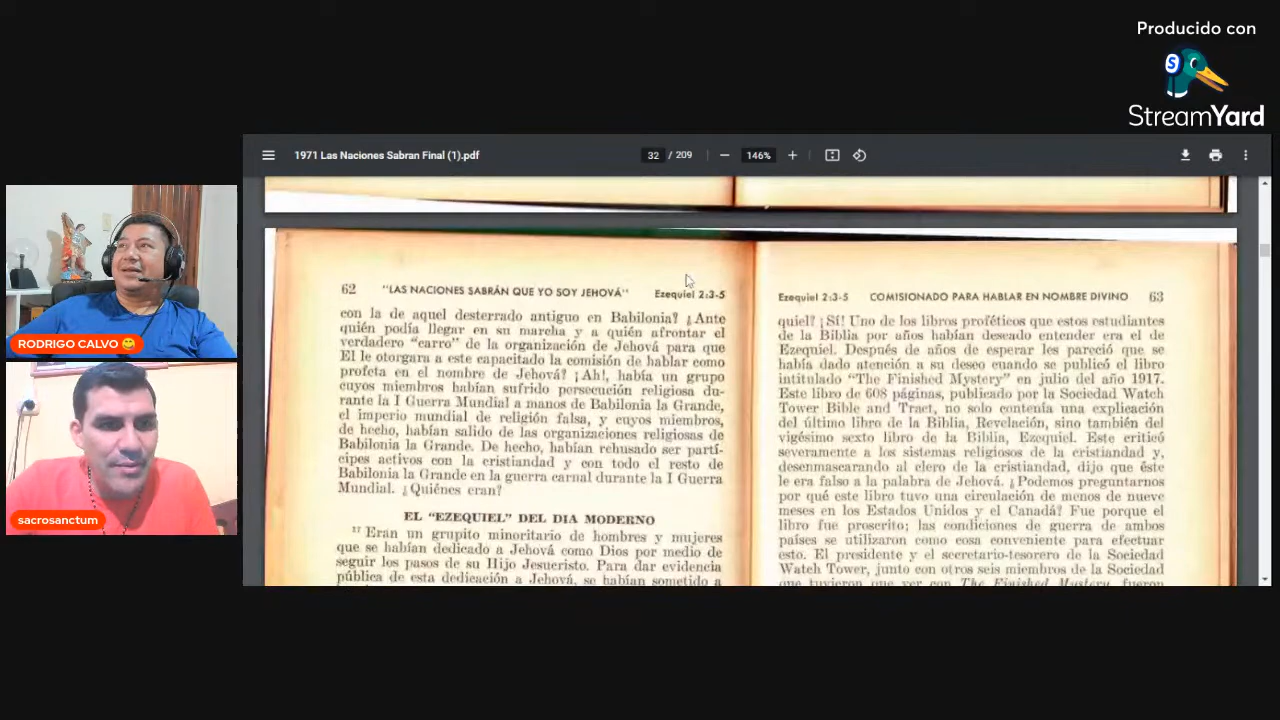 Producido con
StreamYard
1971 Las Naciones Sabran Final (1).pdf
32 / 209
146%
RODRIGO CALVO
sacrosanctum
62 "LAS NACIONES SABRÁN QUE YO SOY JEHOVÁ" Ezequiel 2:3-5
con la de aquel desterrado antiguo en Babilonia? ¿Ante
quién podía llegar en su marcha y a quién afrontar el
verdadero "carro" de la organización de Jehová para que
El le otorgara a este capacitado la comisión de hablar como
profeta en el nombre de Jehová? ¡Ah!, había un grupo
cuyos miembros habían sufrido persecución religiosa du-
rante la I Guerra Mundial a manos de Babilonia la Grande,
el imperio mundial de religión falsa, y cuyos miembros,
de hecho, habían salido de las organizaciones religiosas de
Babilonia la Grande. De hecho, habían rehusado ser partí-
cipes activos con la cristiandad y con todo el resto de
Babilonia la Grande en la guerra carnal durante la I Guerra
Mundial. ¿Quiénes eran?
EL "EZEQUIEL" DEL DIA MODERNO
17 Eran un grupito minoritario de hombres y mujeres
que se habían dedicado a Jehová como Dios por medio de
seguir los pasos de su Hijo Jesucristo. Para dar evidencia
pública de esta dedicación a Jehová, se habían sometido a
Ezequiel 2:3-5 COMISIONADO PARA HABLAR EN NOMBRE DIVINO 63
quiel? ¡Sí! Uno de los libros proféticos que estos estudiantes
de la Biblia por años habían deseado entender era el de
Ezequiel. Después de años de esperar les pareció que se
había dado atención a su deseo cuando se publicó el libro
intitulado "The Finished Mystery" en julio del año 1917.
Este libro de 608 páginas, publicado por la Sociedad Watch
Tower Bible and Tract, no solo contenía una explicación
del último libro de la Biblia, Revelación, sino también del
vigésimo sexto libro de la Biblia, Ezequiel. Este criticó
severamente a los sistemas religiosos de la cristiandad y,
desenmascarando al clero de la cristiandad, dijo que éste
le era falso a la palabra de Jehová. ¿Podemos preguntarnos
por qué este libro tuvo una circulación de menos de nueve
meses en los Estados Unidos y el Canadá? Fue porque el
libro fue proscrito; las condiciones de guerra de ambos
países se utilizaron como cosa conveniente para efectuar
esto. El presidente y el secretario-tesorero de la Sociedad
Watch Tower, junto con otros seis miembros de la Sociedad
que tuvieron que ver con The Finished Mystery, fueron